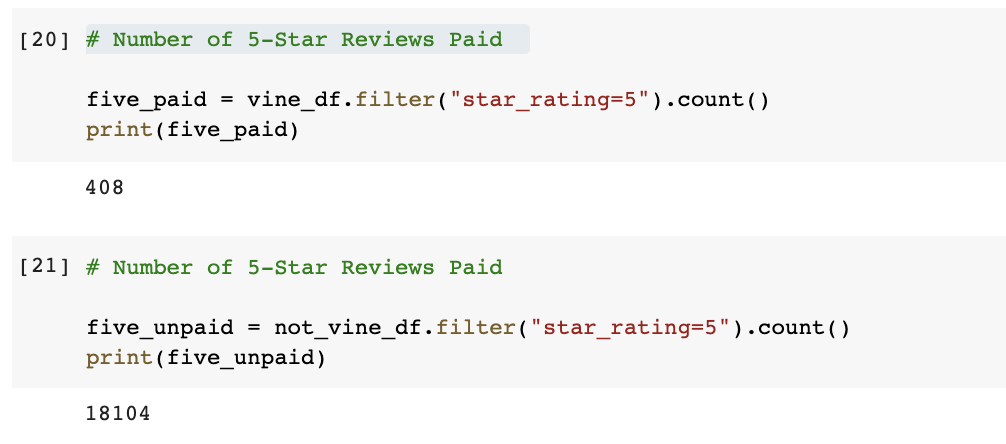 [20] # Number of 5-Star Reviews Paid
five_paid = vine_df.filter("star_rating=5").count()
print(five_paid)
408
[21] # Number of 5-Star Reviews Paid
five_unpaid = not_vine_df.filter("star_rating=5").count()
print(five_unpaid)
18104